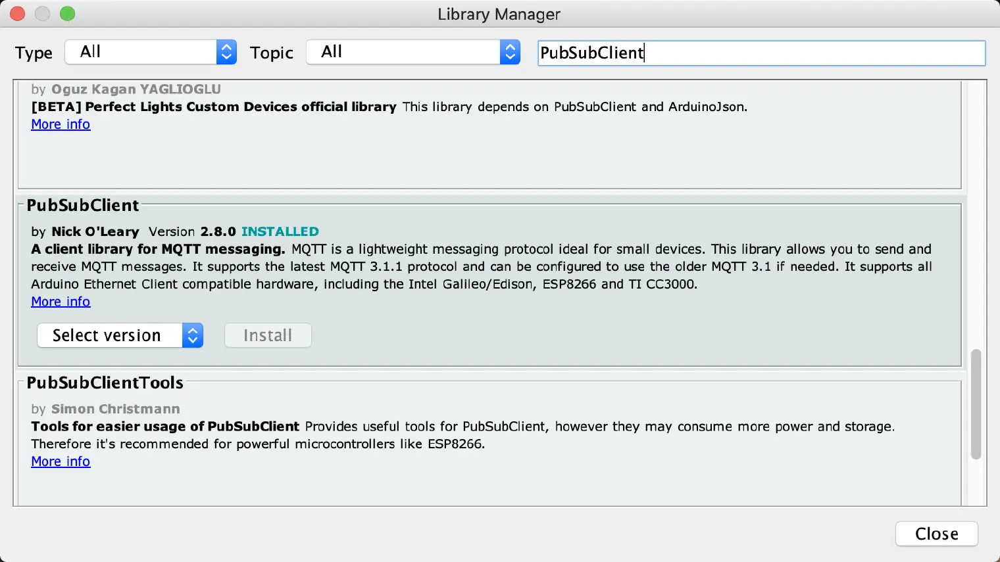 Library Manager
Type All Topic All PubSubClient
by Oguz Kagan YAGLIOGLU
[BETA] Perfect Lights Custom Devices official library This library depends on PubSubClient and ArduinoJson.
More info
PubSubClient
by Nick O'Leary Version 2.8.0 INSTALLED
A client library for MQTT messaging. MQTT is a lightweight messaging protocol ideal for small devices. This library allows you to send and
receive MQTT messages. It supports the latest MQTT 3.1.1 protocol and can be configured to use the older MQTT 3.1 if needed. It supports all
Arduino Ethernet Client compatible hardware, including the Intel Galileo/Edison, ESP8266 and TI CC3000.
More info
Select version Install
PubSubClientTools
by Simon Christmann
Tools for easier usage of PubSubClient Provides useful tools for PubSubClient, however they may consume more power and storage.
Therefore it's recommended for powerful microcontrollers like ESP8266.
More info
Close